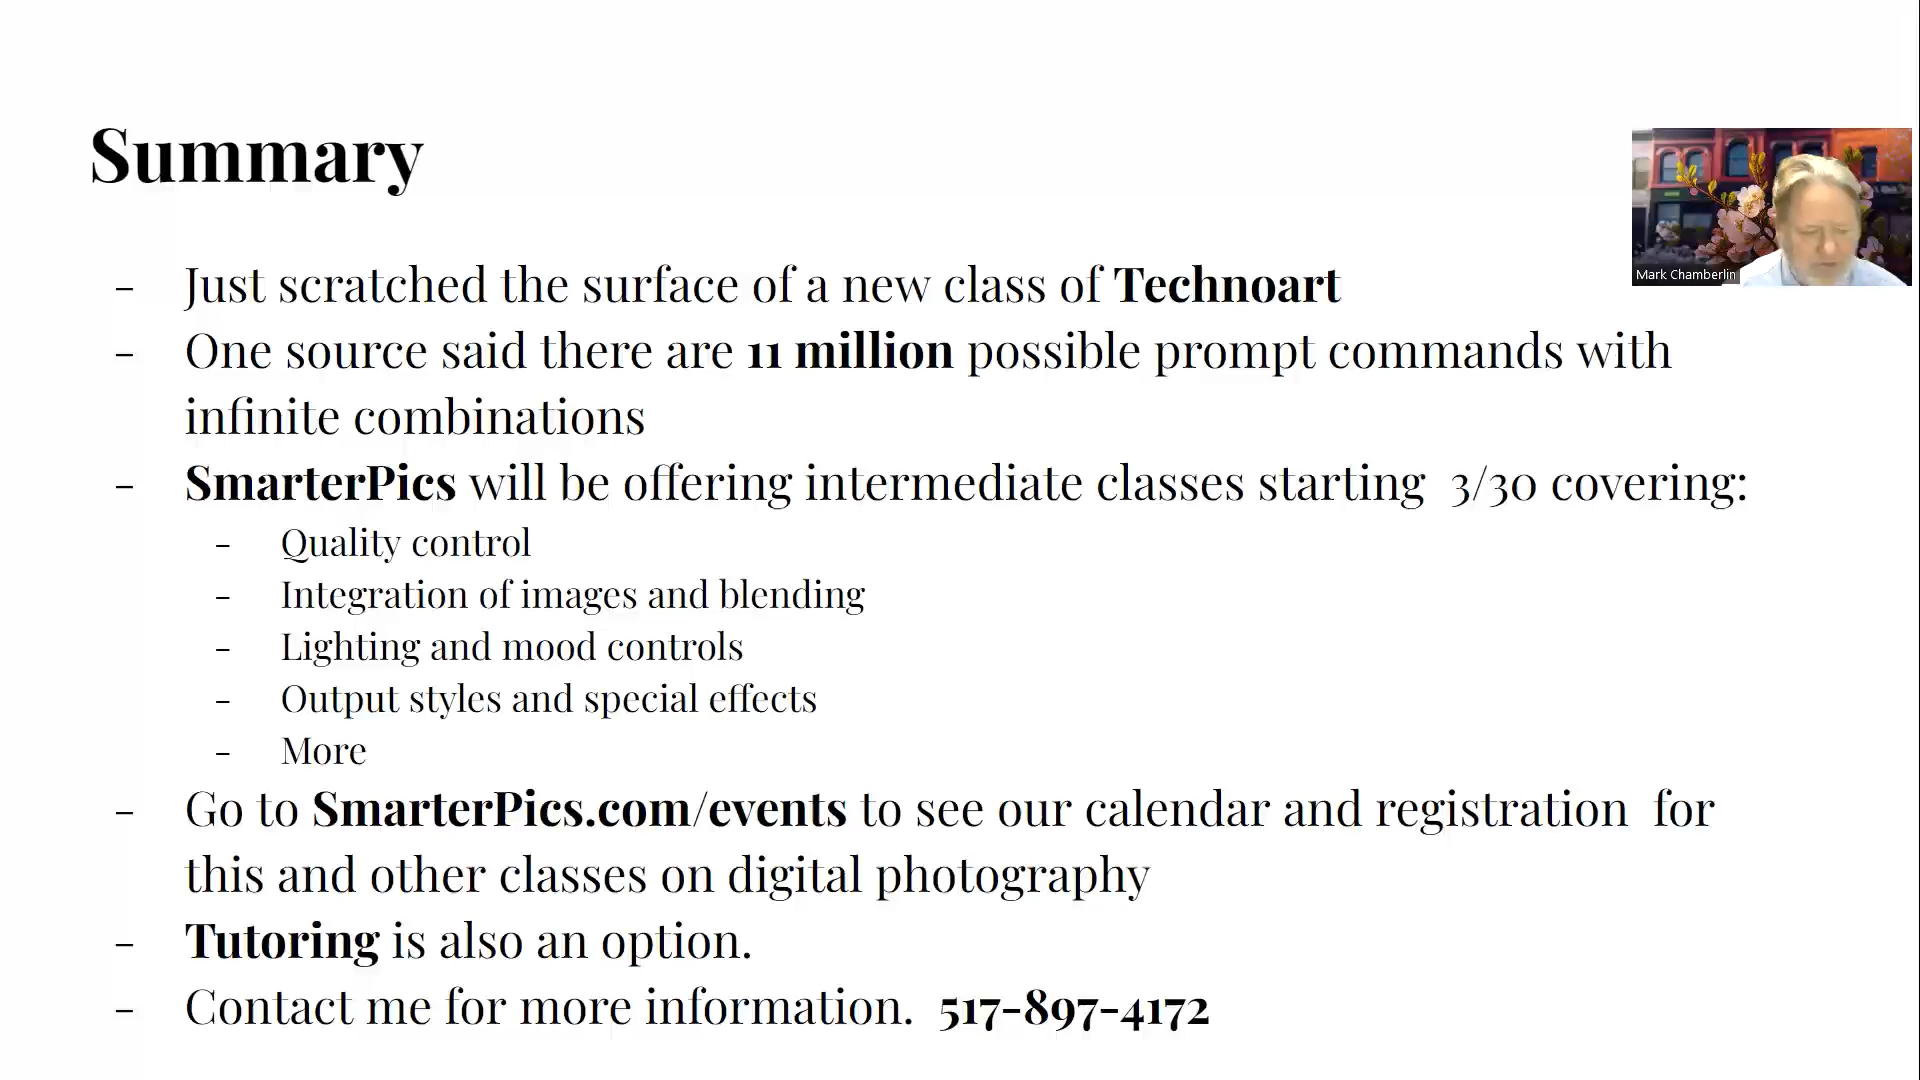 Summary
Mark Chamberlin
- Just scratched the surface of a new class of Technoart
- One source said there are 11 million possible prompt commands with
infinite combinations
- SmarterPics will be offering intermediate classes starting  3/30 covering:
- Quality control
- Integration of images and blending
- Lighting and mood controls
- Output styles and special effects
- More
- Go to SmarterPics.com/events to see our calendar and registration  for
this and other classes on digital photography
- Tutoring is also an option.
- Contact me for more information.  517-897-4172